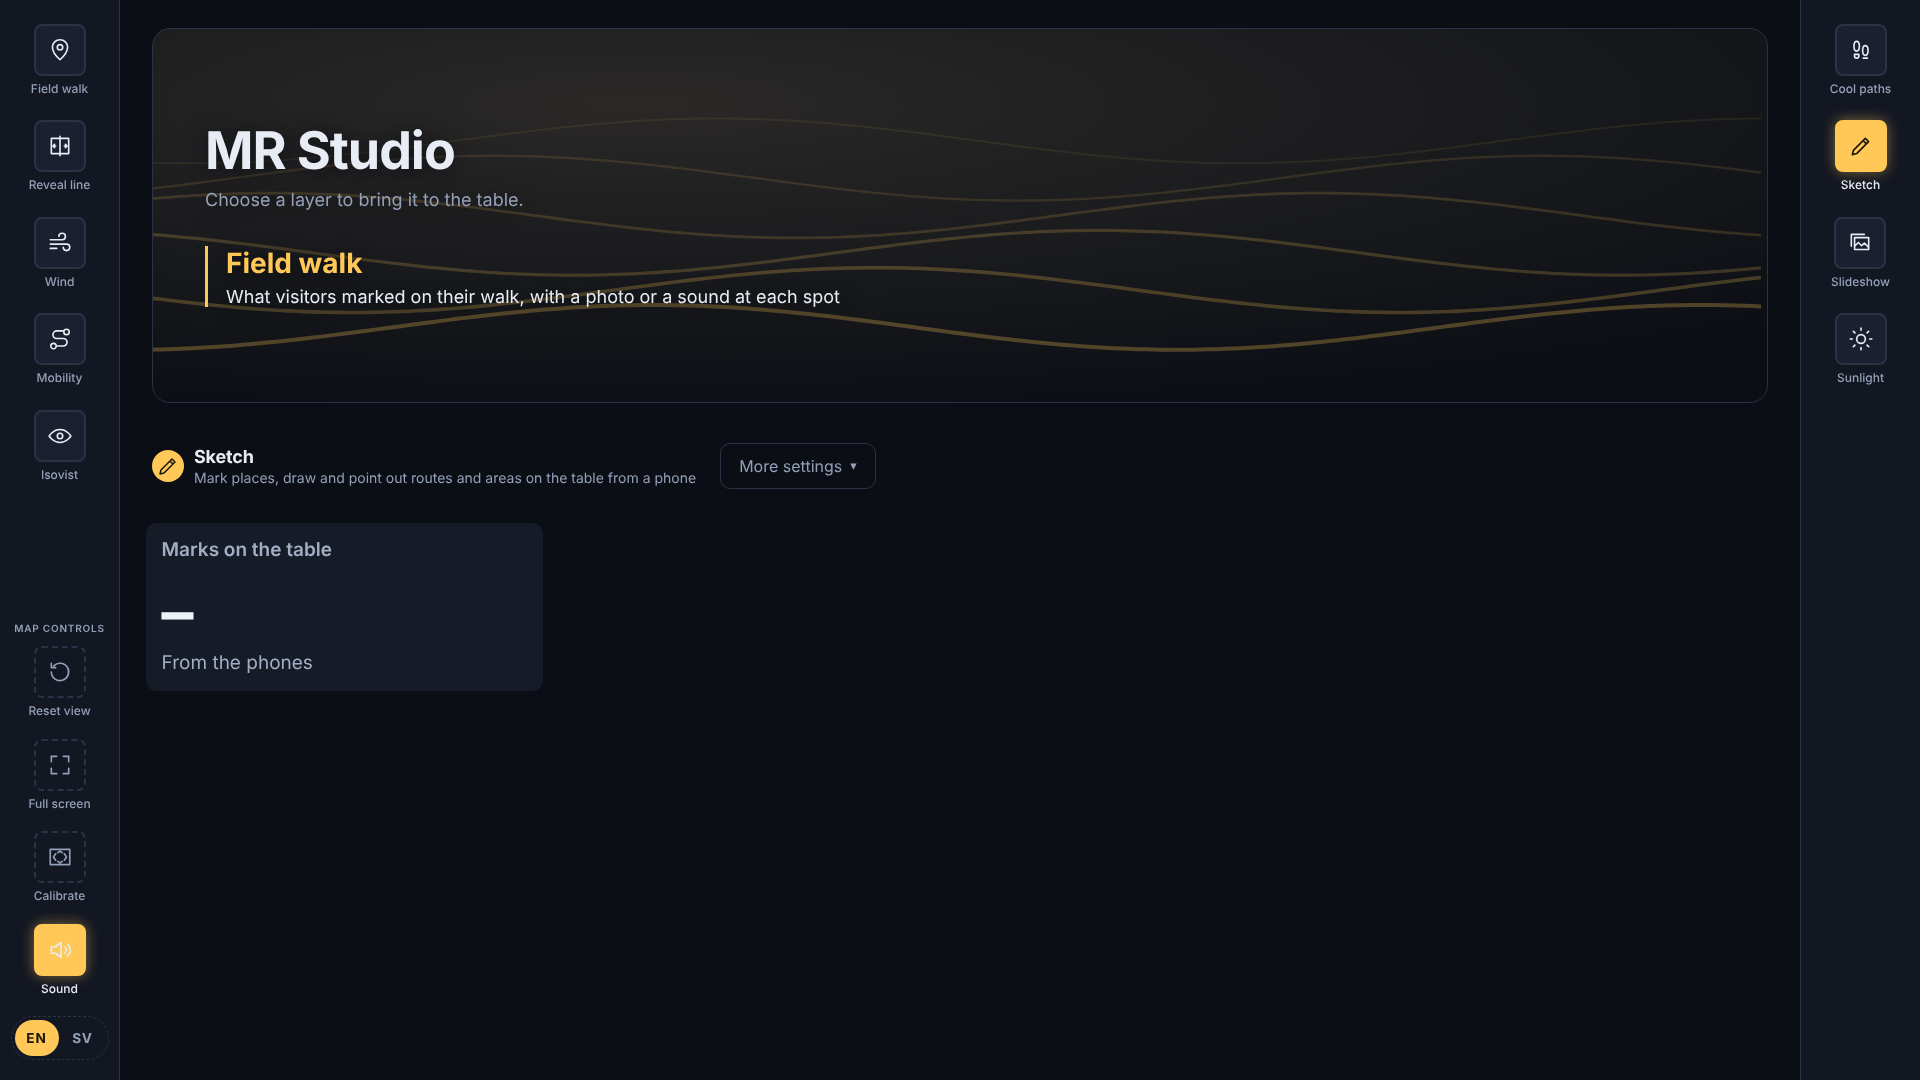 Field walk
Reveal line
Wind
Mobility
Isovist
MAP CONTROLS
Reset view
Full screen
Calibrate
Sound
EN SV
MR Studio
Choose a layer to bring it to the table.
Field walk
What visitors marked on their walk, with a photo or a sound at each spot
Sketch
Mark places, draw and point out routes and areas on the table from a phone
More settings ▾
Marks on the table
—
From the phones
Cool paths
Sketch
Slideshow
Sunlight